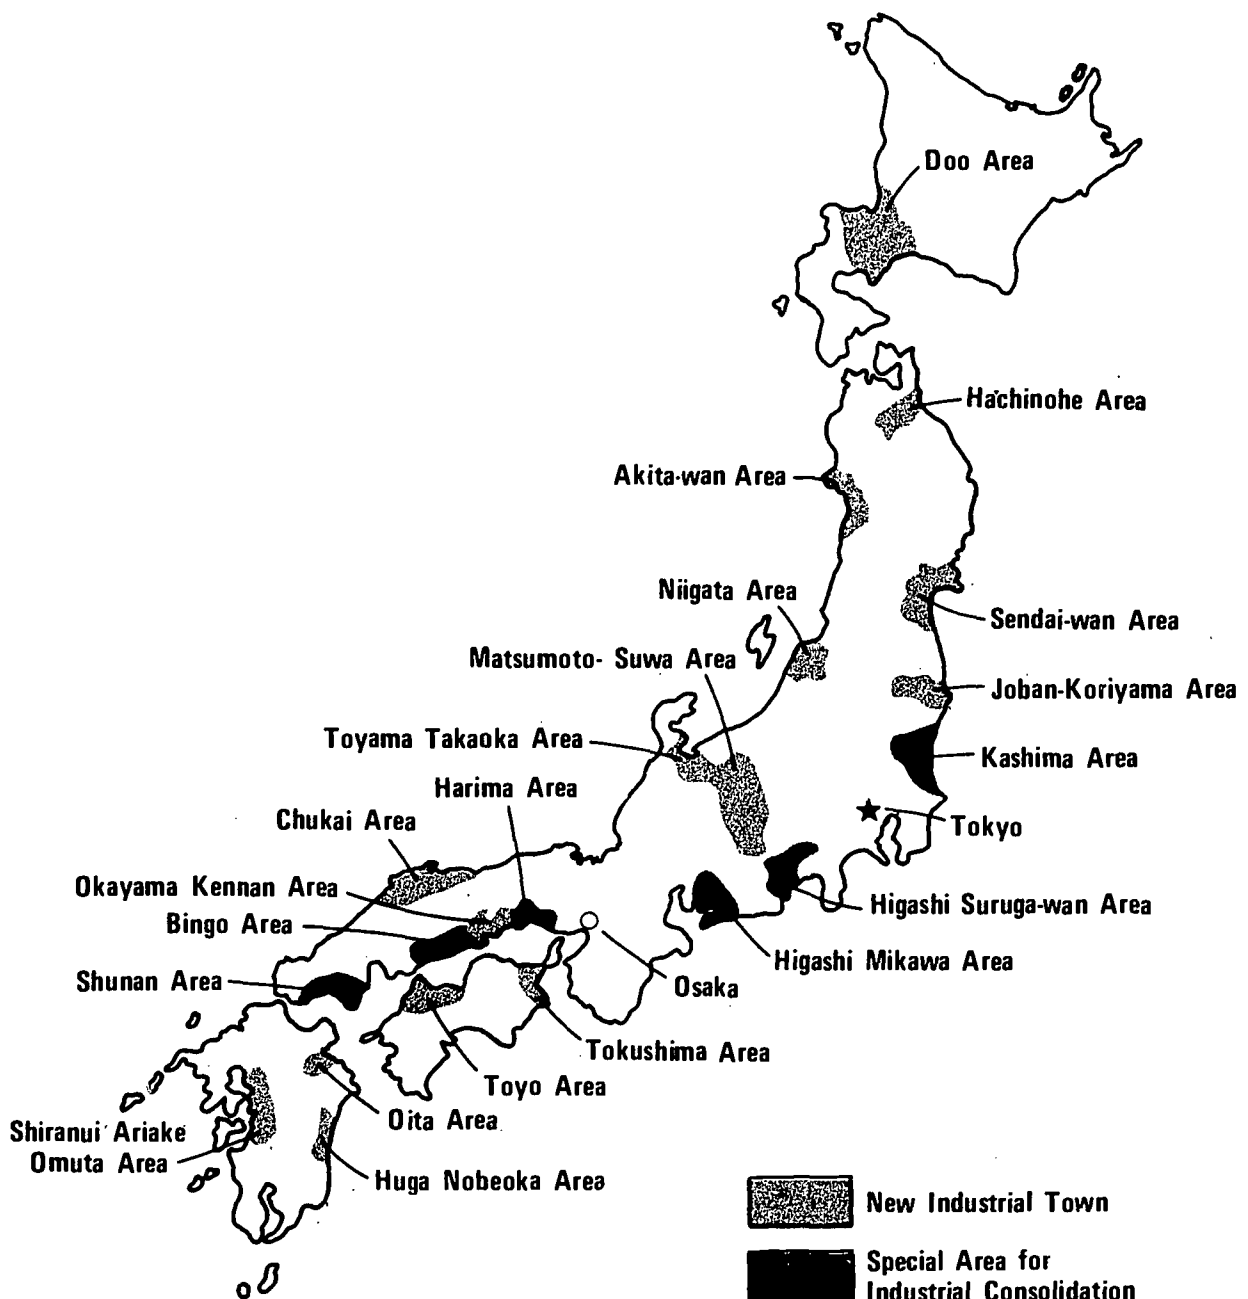 Doo Area
Hachinohe Area
Akita-wan Area
Niigata Area
Sendai-wan Area
Matsumoto- Suwa Area
Joban-Koriyama Area
Toyama Takaoka Area
Kashima Area
Harima Area
Chukai Area
Tokyo
Okayama Kennan Area
Higashi Suruga-wan Area
Bingo Area
Higashi Mikawa Area
Shunan Area
Osaka
Tokushima Area
Toyo Area
Oita Area
Shiranui Ariake
Omuta Area
Huga Nobeoka Area
New Industrial Town
Special Area for
Industrial Consolidation